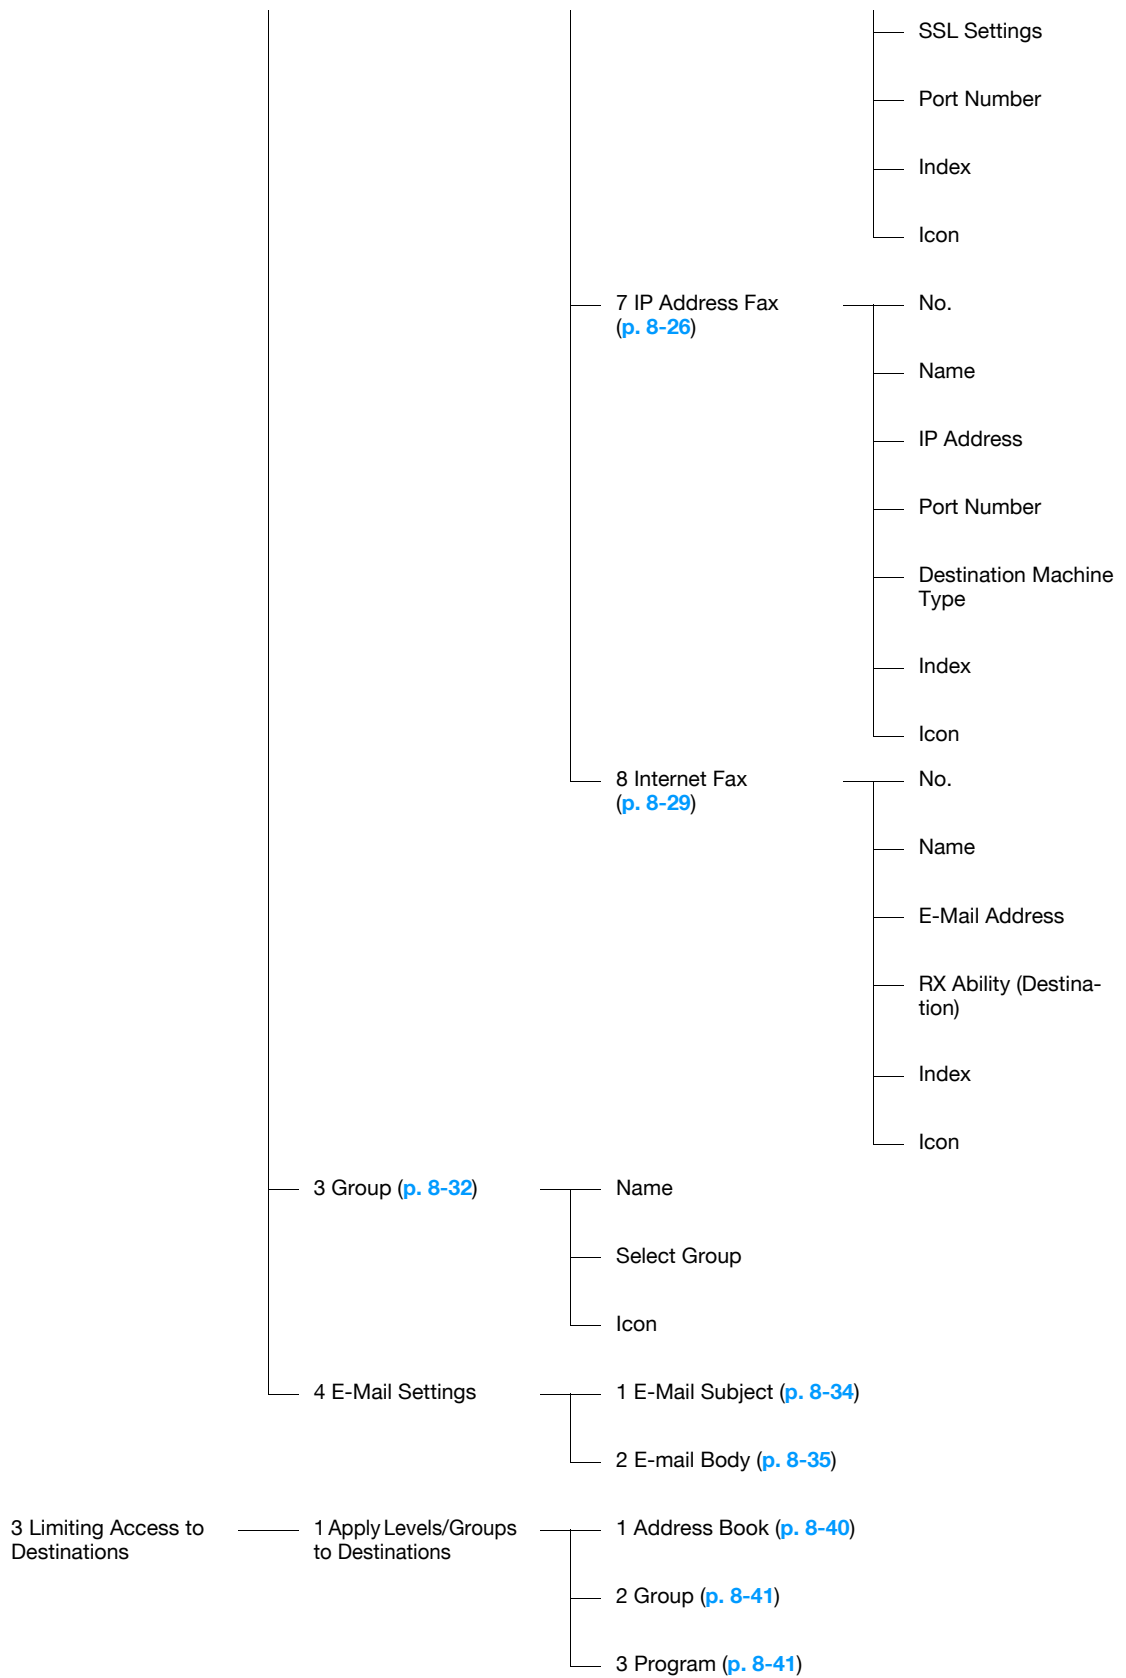 SSL Settings
Port Number
Index
Icon
7 IP Address Fax
(p. 8-26)
No.
Name
IP Address
Port Number
Destination Machine
Type
Index
Icon
8 Internet Fax
(p. 8-29)
No.
Name
E-Mail Address
RX Ability (Destina-
tion)
Index
Icon
3 Group (p. 8-32)
Name
Select Group
Icon
4 E-Mail Settings
1 E-Mail Subject (p. 8-34)
2 E-mail Body (p. 8-35)
3 Limiting Access to
Destinations
1 Apply Levels/Groups
to Destinations
1 Address Book (p. 8-40)
2 Group (p. 8-41)
3 Program (p. 8-41)